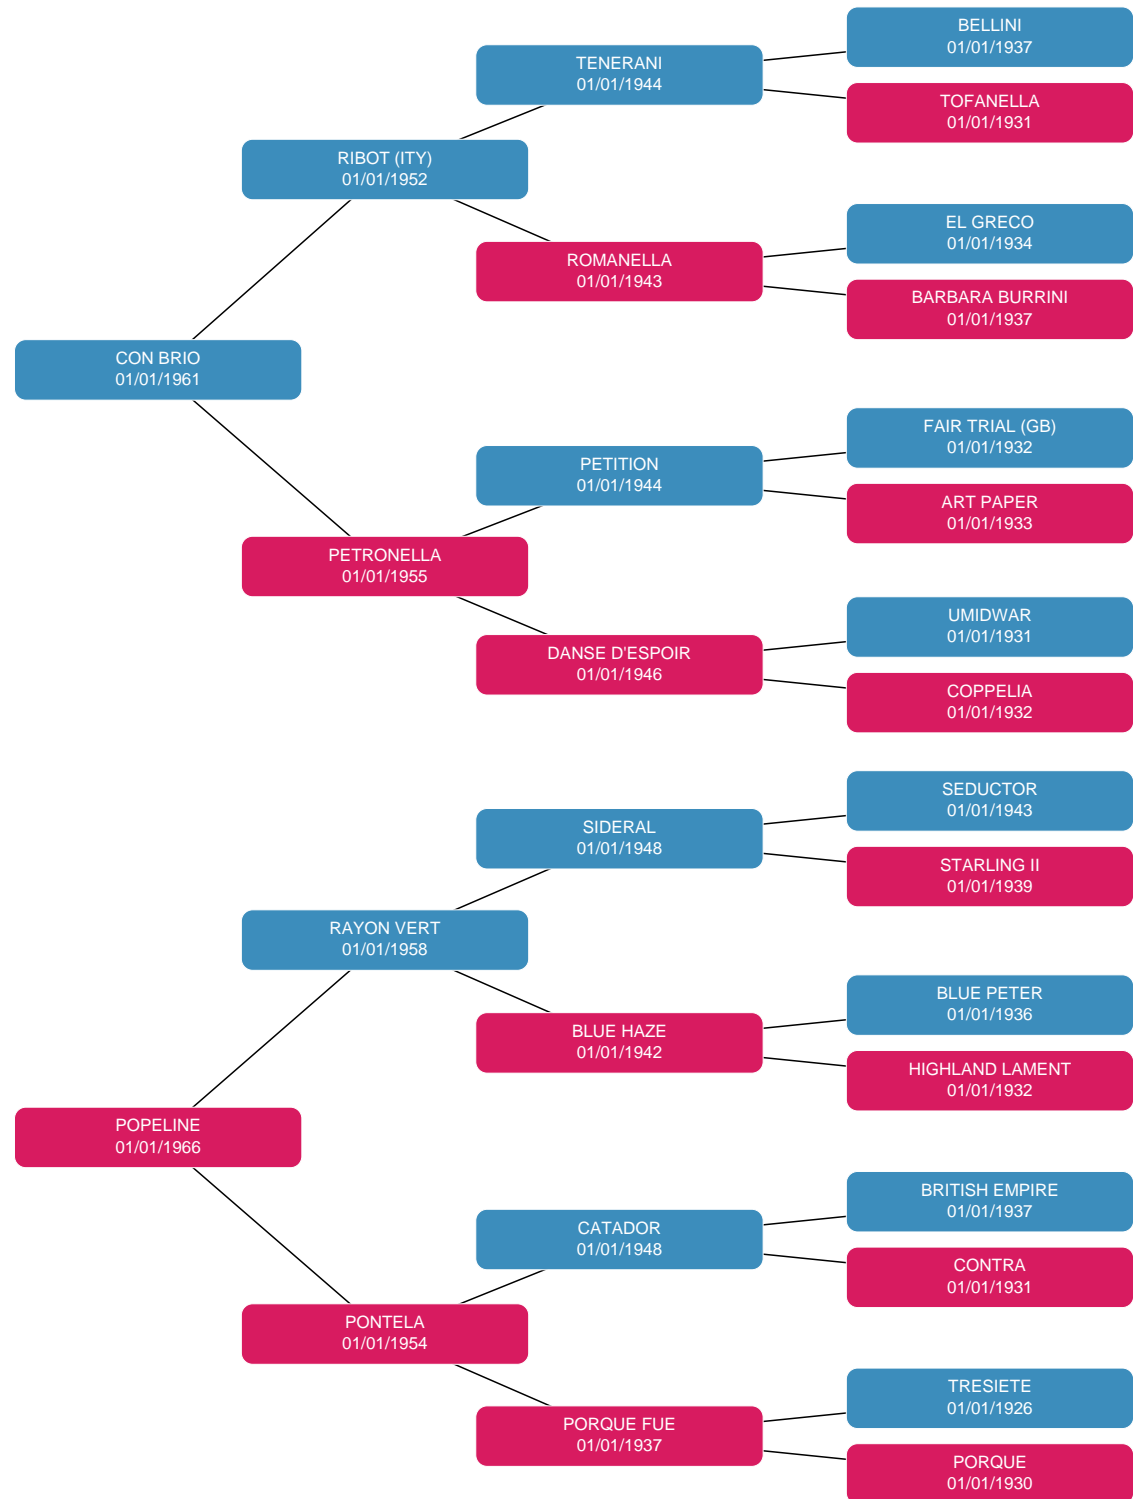 BELLINI
01/01/1937
TENERANI
01/01/1944
TOFANELLA
01/01/1931
RIBOT (ITY)
01/01/1952
EL GRECO
01/01/1934
ROMANELLA
01/01/1943
BARBARA BURRINI
01/01/1937
CON BRIO
01/01/1961
FAIR TRIAL (GB)
01/01/1932
PETITION
01/01/1944
ART PAPER
01/01/1933
PETRONELLA
01/01/1955
UMIDWAR
01/01/1931
DANSE D'ESPOIR
01/01/1946
COPPELIA
01/01/1932
SEDUCTOR
01/01/1943
SIDERAL
01/01/1948
STARLING II
01/01/1939
RAYON VERT
01/01/1958
BLUE PETER
01/01/1936
BLUE HAZE
01/01/1942
HIGHLAND LAMENT
01/01/1932
POPELINE
01/01/1966
BRITISH EMPIRE
01/01/1937
CATADOR
01/01/1948
CONTRA
01/01/1931
PONTELA
01/01/1954
TRESIETE
01/01/1926
PORQUE FUE
01/01/1937
PORQUE
01/01/1930